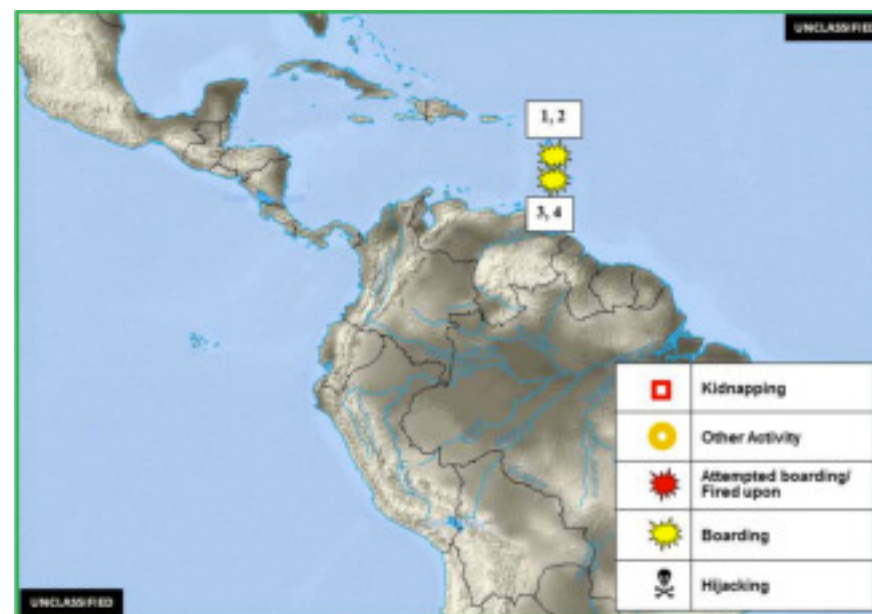 UNCLASSIFIED
1, 2
3, 4
Kidnapping
Other Activity
Attempted boarding/
Fired upon
Boarding
Hijacking
UNCLASSIFIED